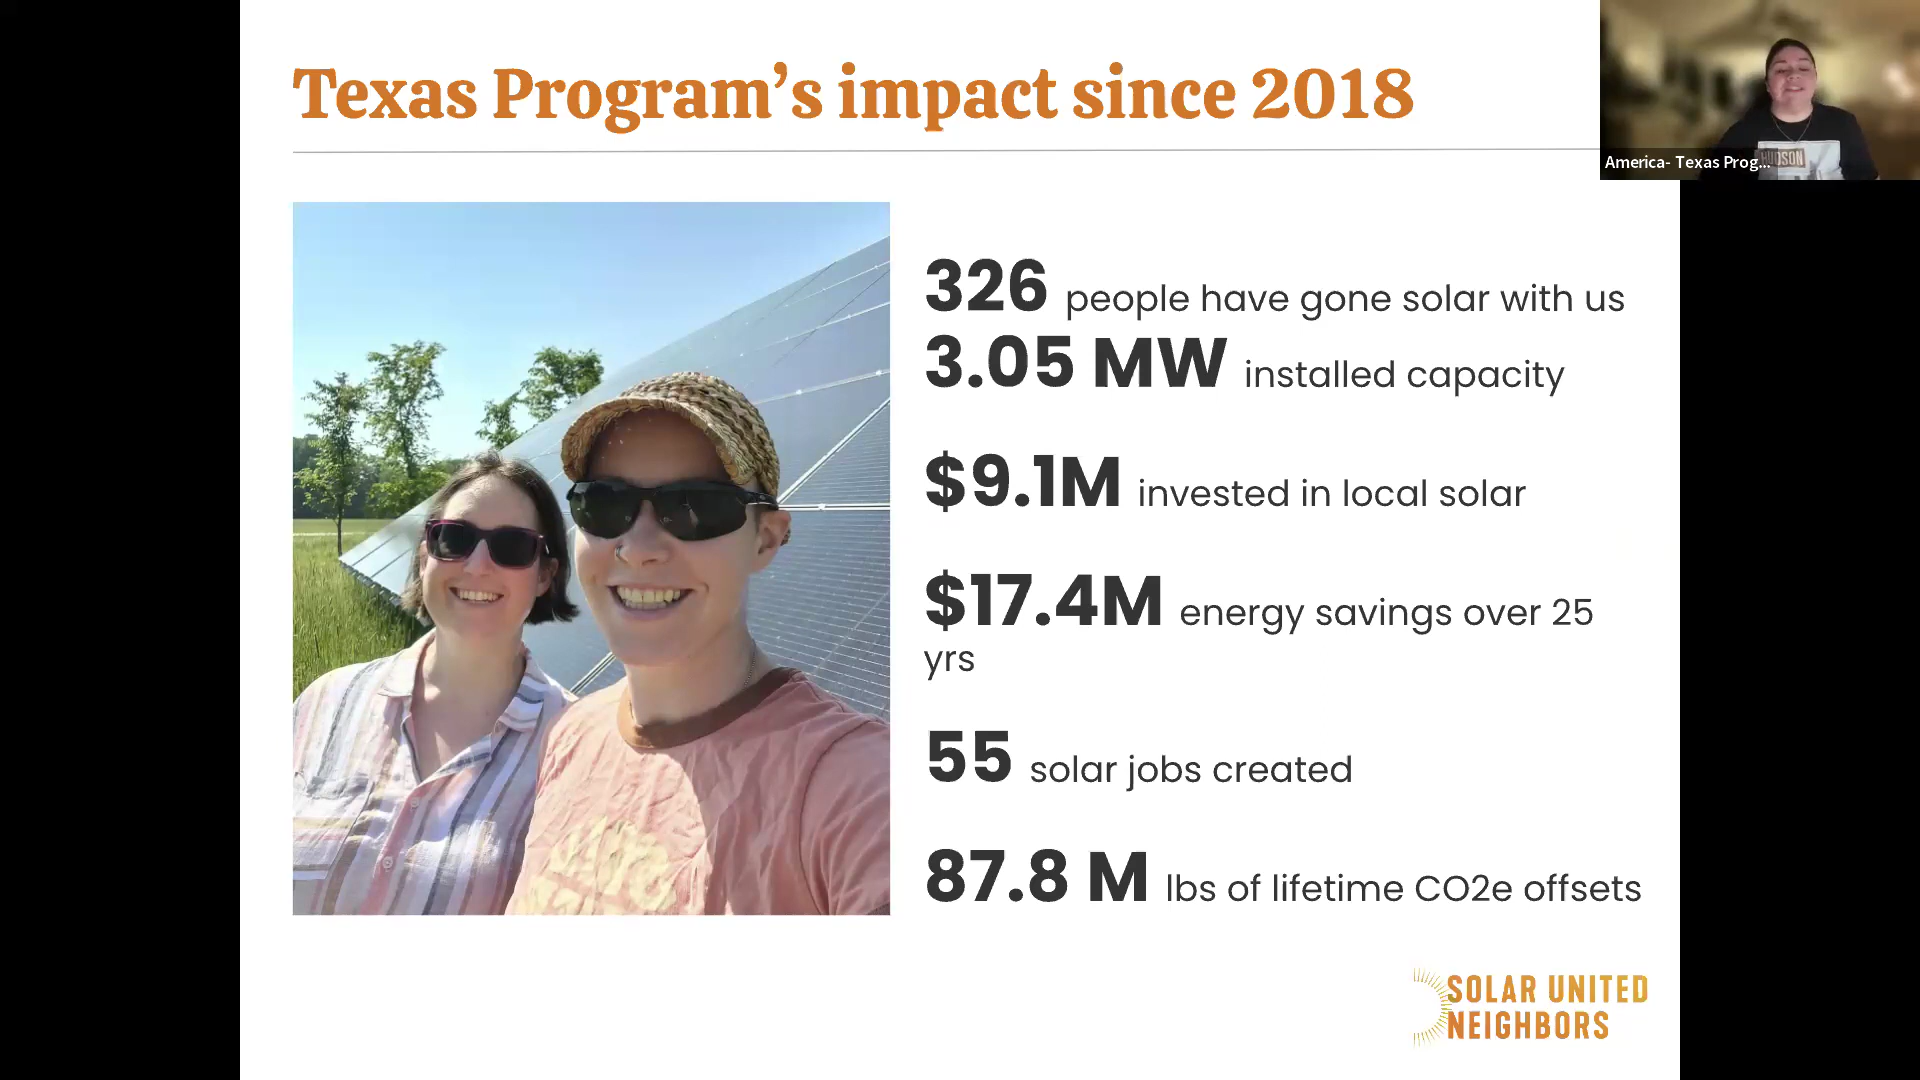 Texas Program's impact since 2018
America- Texas Prog...
326 people have gone solar with us
3.05 MW installed capacity
$9.1M invested in local solar
$17.4M energy savings over 25
yrs
55 solar jobs created
87.8 M lbs of lifetime CO2e offsets
SOLAR UNITED
NEIGHBORS